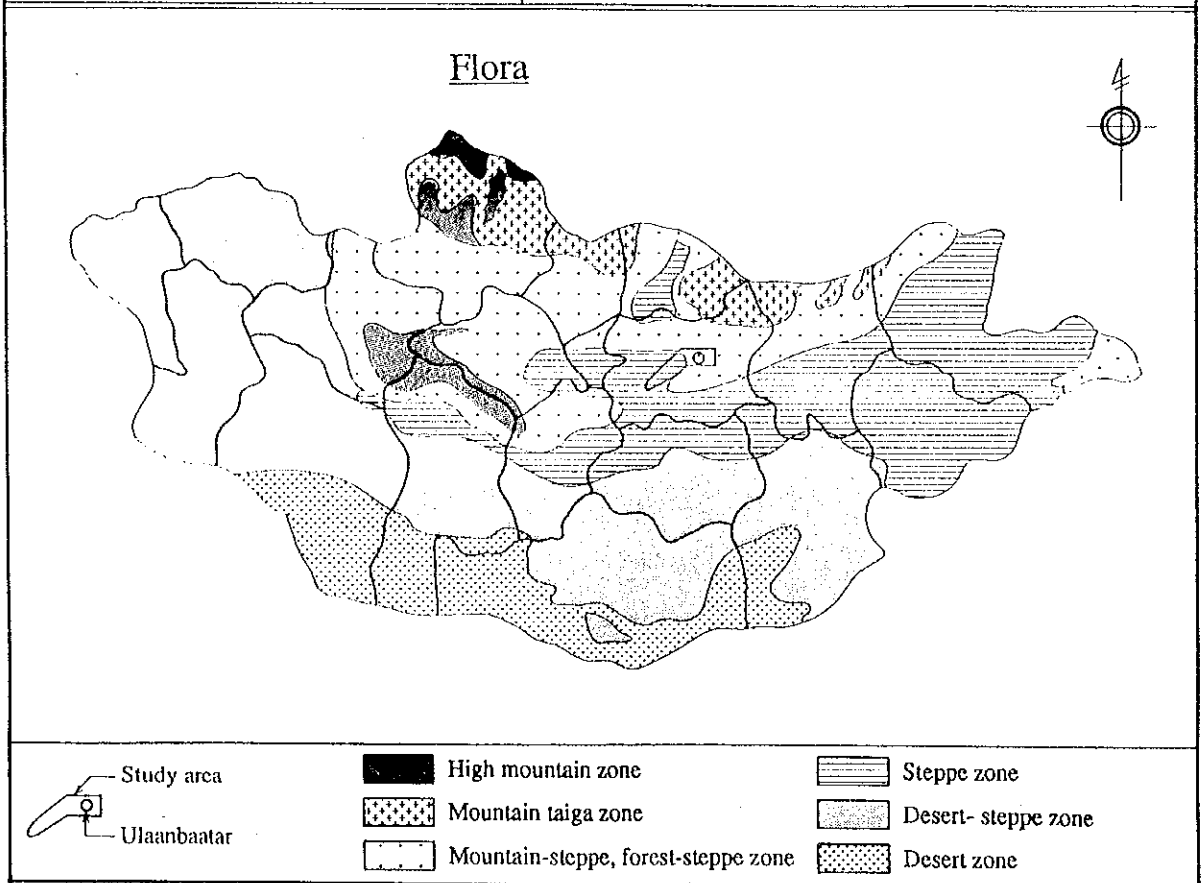 Flora
Study area
Ulaanbaatar
High mountain zone
Mountain taiga zone
Mountain-steppe, forest-steppe zone
Steppe zone
Desert- steppe zone
Desert zone